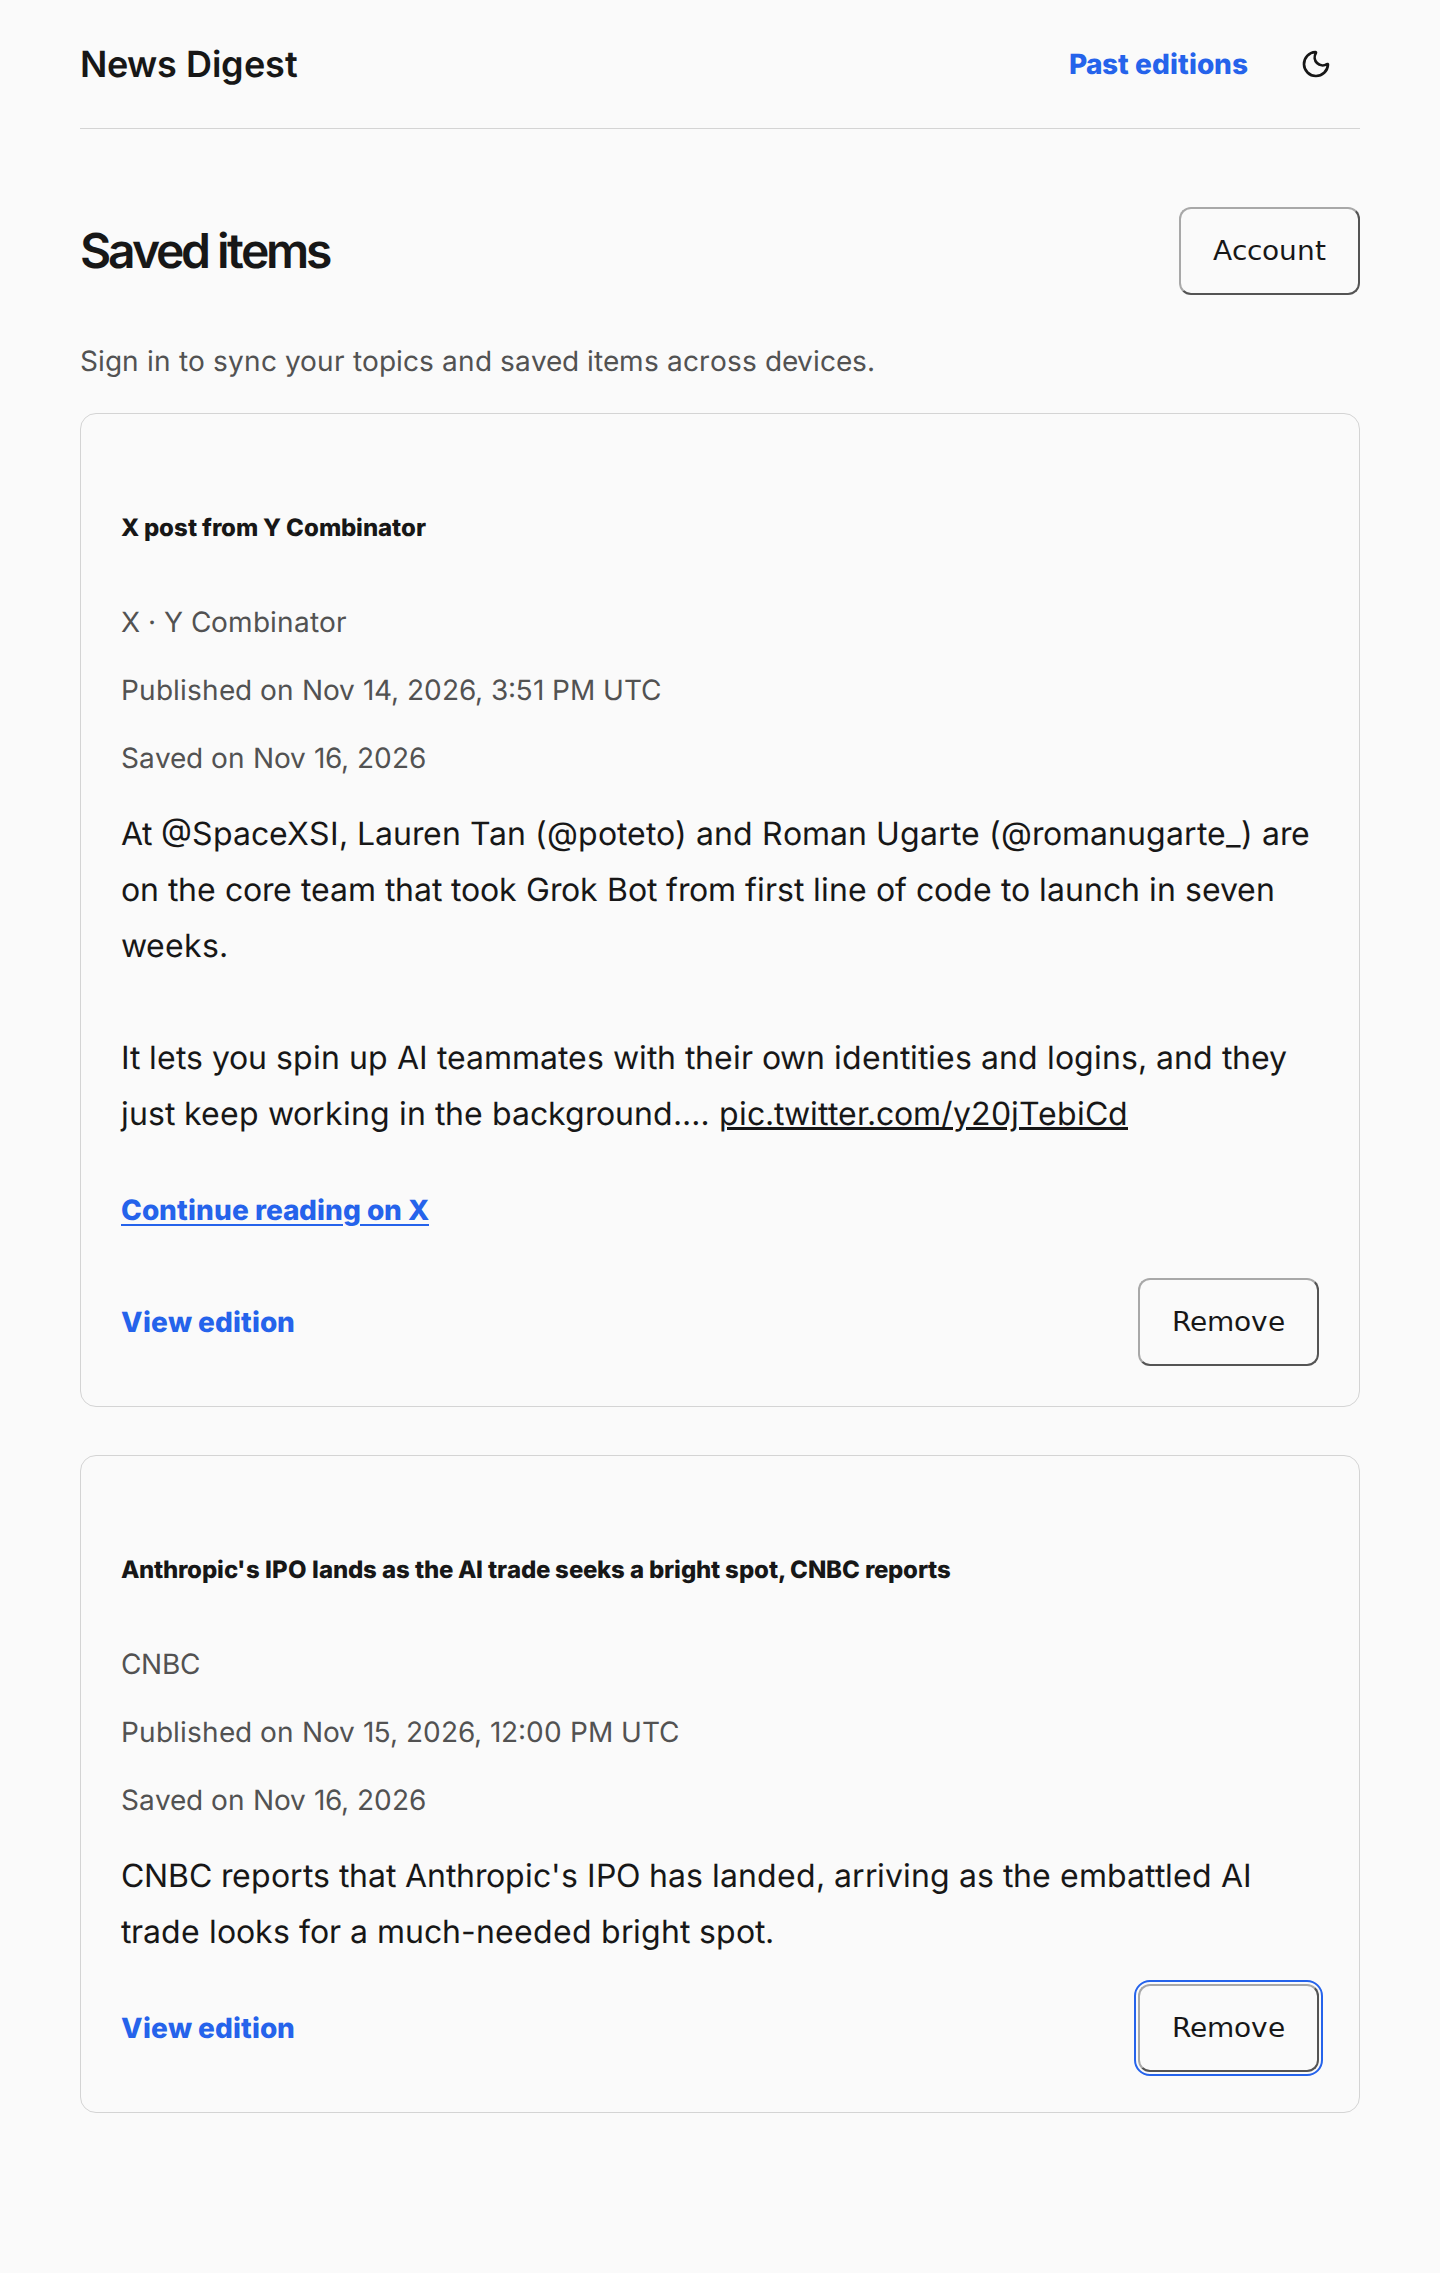 News Digest
Past editions
Saved items
Account
Sign in to sync your topics and saved items across devices.
X post from Y Combinator
X · Y Combinator
Published on Nov 14, 2026, 3:51 PM UTC
Saved on Nov 16, 2026
At @SpaceXSI, Lauren Tan (@poteto) and Roman Ugarte (@romanugarte_) are
on the core team that took Grok Bot from first line of code to launch in seven
weeks.
It lets you spin up AI teammates with their own identities and logins, and they
just keep working in the background.... pic.twitter.com/y20jTebiCd
Continue reading on X
View edition
Remove
Anthropic's IPO lands as the AI trade seeks a bright spot, CNBC reports
CNBC
Published on Nov 15, 2026, 12:00 PM UTC
Saved on Nov 16, 2026
CNBC reports that Anthropic's IPO has landed, arriving as the embattled AI
trade looks for a much-needed bright spot.
View edition
Remove